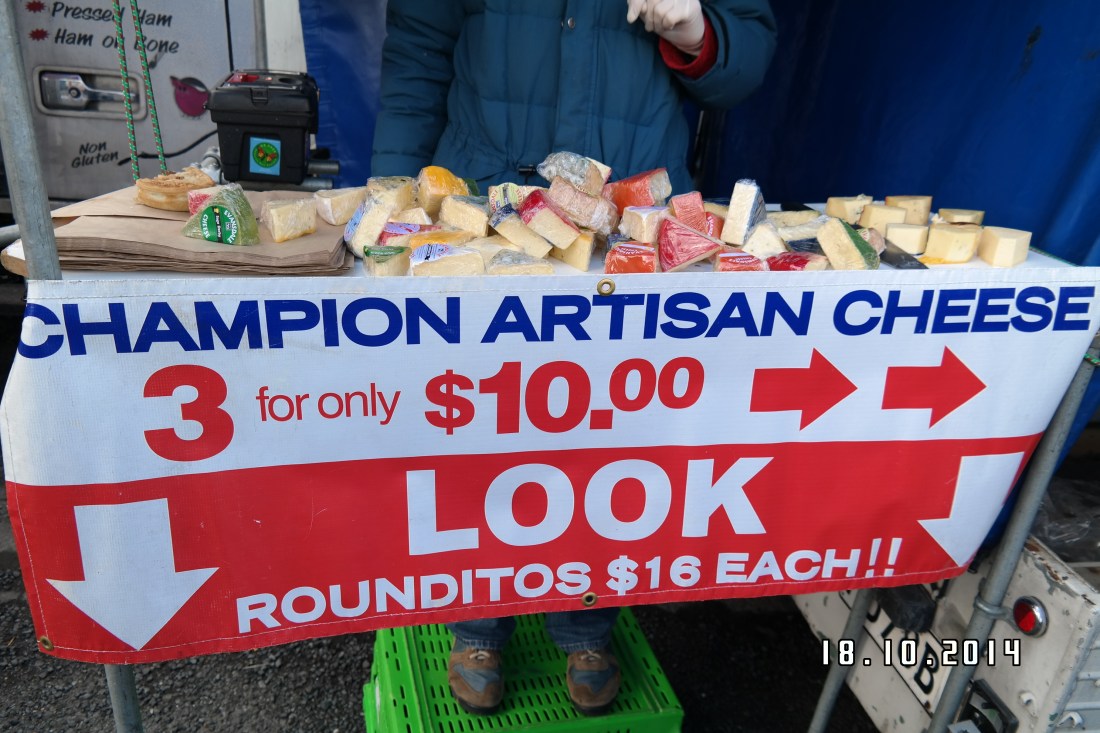 Pressed Ham
Ham on Bone
Non
Gluten
CHAMPION ARTISAN CHEESE
3 for only $10.00
LOOK
ROUNDITOS $16 EACH!!
18.10.2014